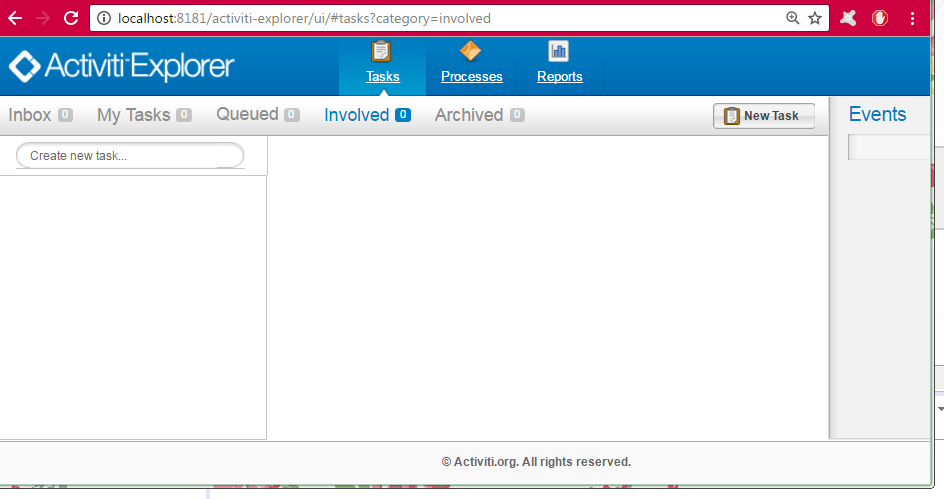 localhost:8181/activiti-explorer/ui/#tasks?category=involved
Activiti Explorer
Tasks Processes Reports
Inbox 0 My Tasks 0 Queued 0 Involved 0 Archived 0 New Task Events
Create new task...
© Activiti.org. All rights reserved.